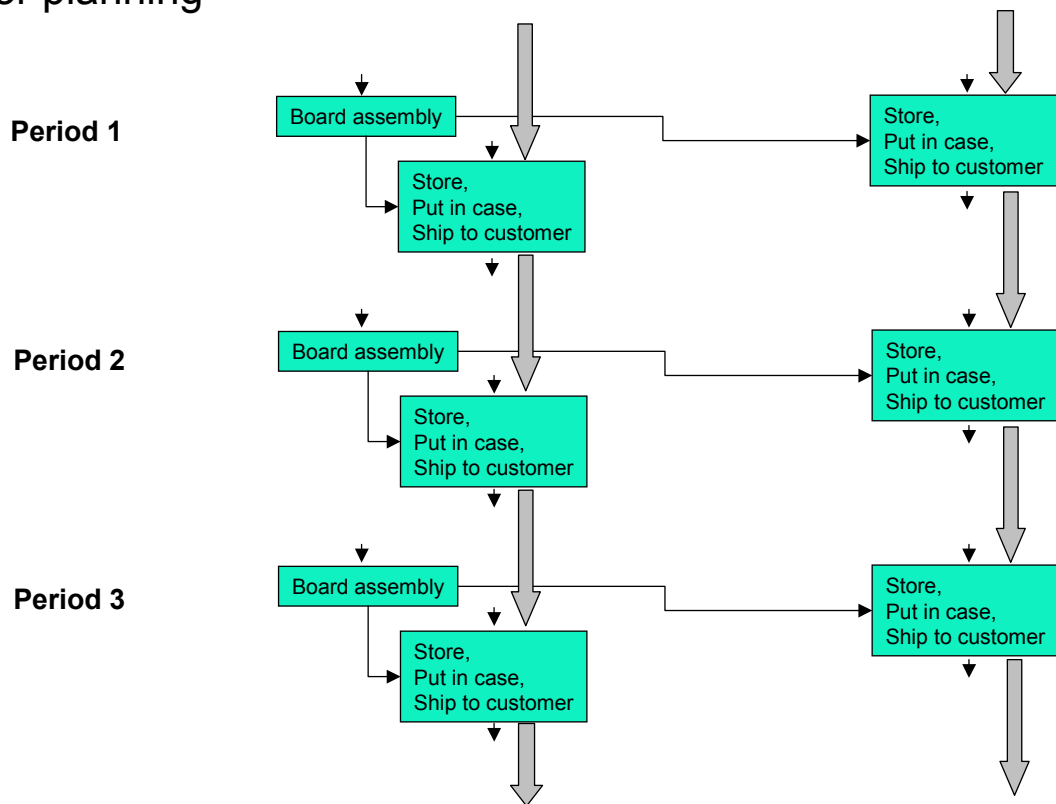 planning
Period 1
Board assembly
Store,
Put in case,
Ship to customer
Store,
Put in case,
Ship to customer
Period 2
Board assembly
Store,
Put in case,
Ship to customer
Store,
Put in case,
Ship to customer
Period 3
Board assembly
Store,
Put in case,
Ship to customer
Store,
Put in case,
Ship to customer